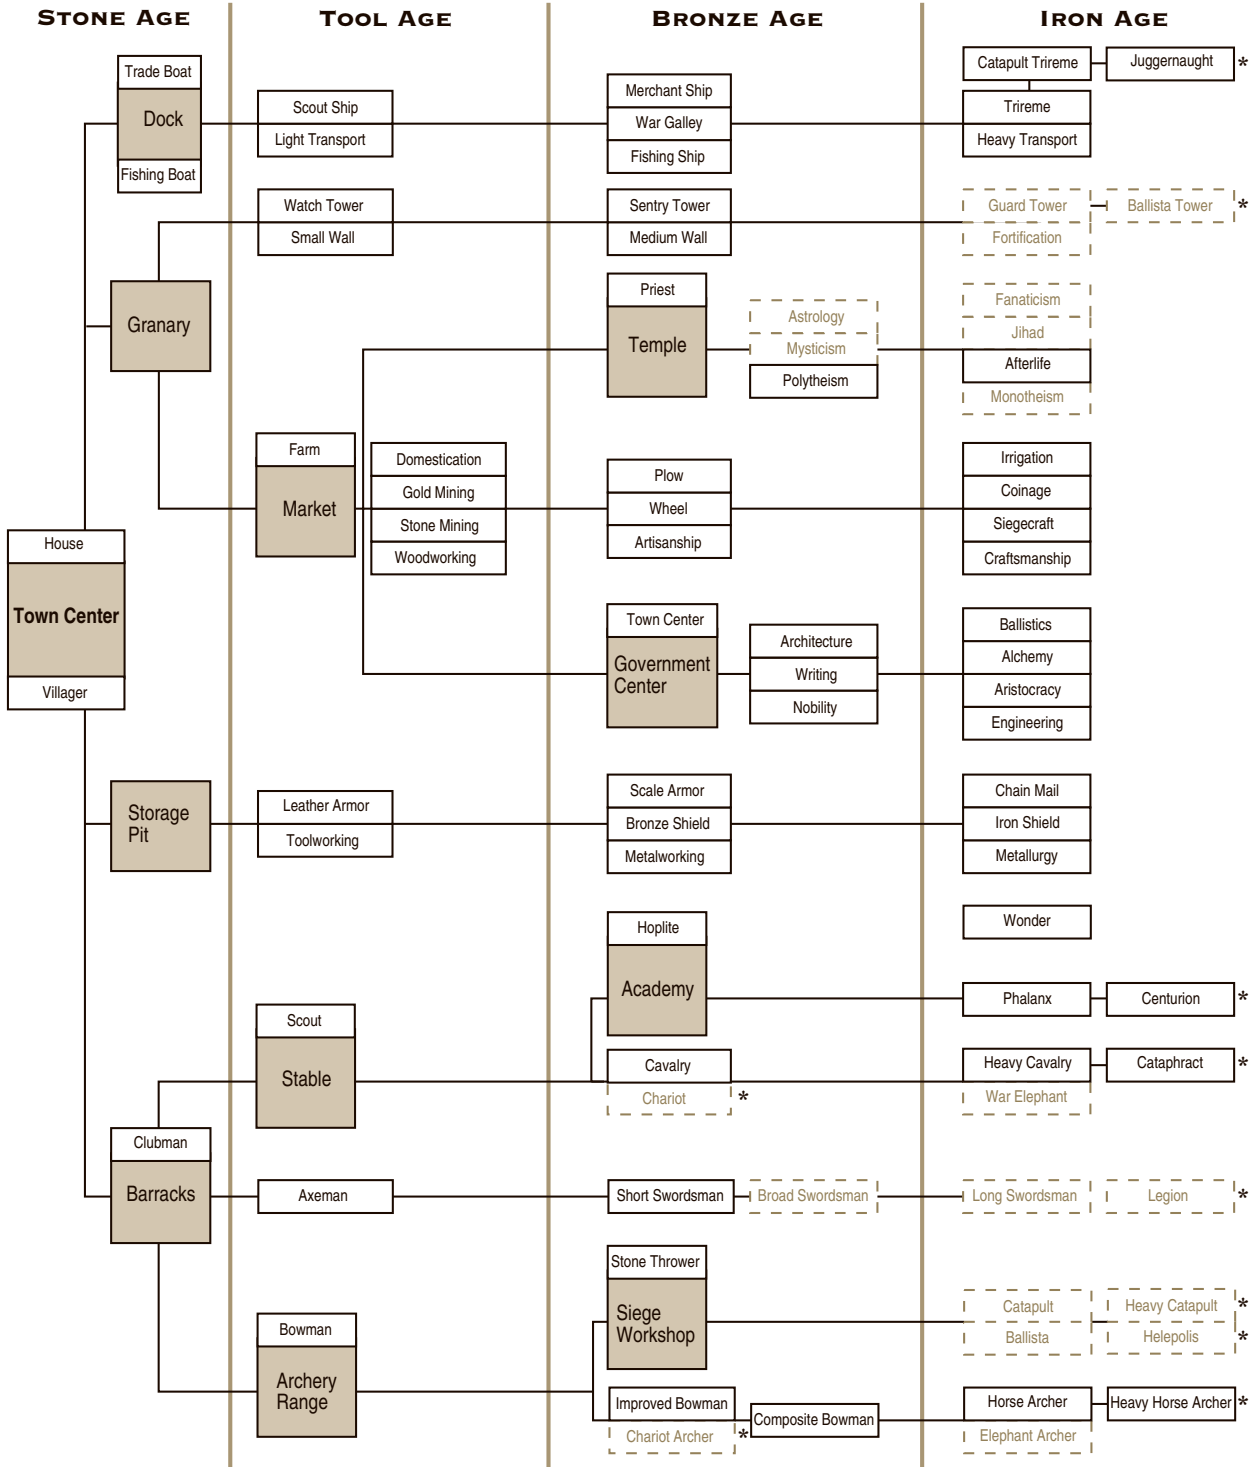 STONE AGE
TOOL AGE
BRONZE AGE
IRON AGE
Trade Boat
Dock
Fishing Boat
Scout Ship
Light Transport
Merchant Ship
War Galley
Fishing Ship
Catapult Trireme
Juggernaught *
Trireme
Heavy Transport
Granary
Watch Tower
Small Wall
Sentry Tower
Medium Wall
Guard Tower
Ballista Tower *
Fortification
Priest
Temple
Astrology
Mysticism
Polytheism
Fanaticism
Jihad
Afterlife
Monotheism
Farm
Market
Domestication
Gold Mining
Stone Mining
Woodworking
Plow
Wheel
Artisanship
Irrigation
Coinage
Siegecraft
Craftsmanship
House
Town Center
Villager
Town Center
Government
Center
Architecture
Writing
Nobility
Ballistics
Alchemy
Aristocracy
Engineering
Storage
Pit
Leather Armor
Toolworking
Scale Armor
Bronze Shield
Metalworking
Chain Mail
Iron Shield
Metallurgy
Wonder
Hoplite
Academy
Phalanx
Centurion *
Scout
Stable
Cavalry
Chariot *
Heavy Cavalry
Cataphract *
War Elephant
Clubman
Barracks
Axeman
Short Swordsman
Broad Swordsman
Long Swordsman
Legion *
Stone Thrower
Siege
Workshop
Catapult
Heavy Catapult *
Ballista
Helepolis *
Bowman
Archery
Range
Improved Bowman
Chariot Archer *
Composite Bowman
Horse Archer
Heavy Horse Archer *
Elephant Archer